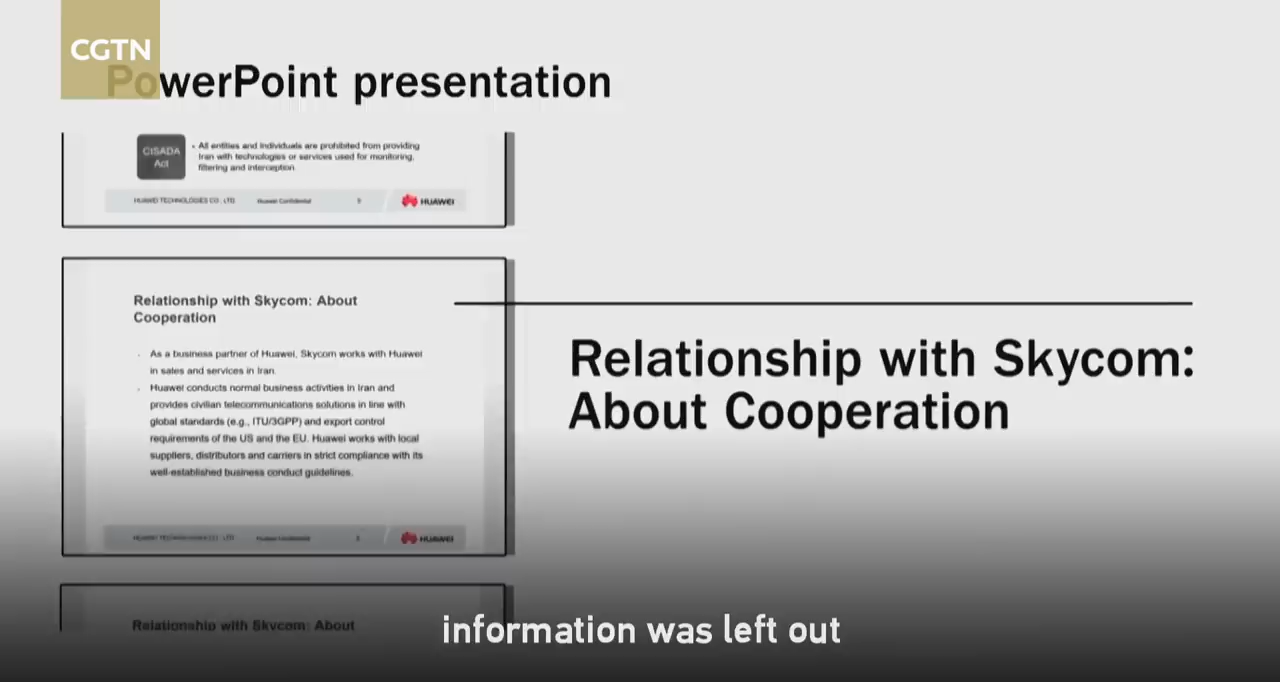 CGTN
PowerPoint presentation
CISADA
Act
• All entities and individuals are prohibited from providing
Iran with technologies or services used for monitoring,
filtering and interception
HUAWEI TECHNOLOGIES CO., LTD. Huawei Confidential 9 HUAWEI
Relationship with Skycom: About
Cooperation
· As a business partner of Huawei, Skycom works with Huawei
in sales and services in Iran.
· Huawei conducts normal business activities in Iran and
provides civilian telecommunications solutions in line with
global standards (e.g., ITU/3GPP) and export control
requirements of the US and the EU. Huawei works with local
suppliers, distributors and carriers in strict compliance with its
well-established business conduct guidelines.
HUAWEI TECHNOLOGIES CO., LTD. Huawei Confidential HUAWEI
Relationship with Skycom:
About Cooperation
Relationship with Skycom: About
information was left out